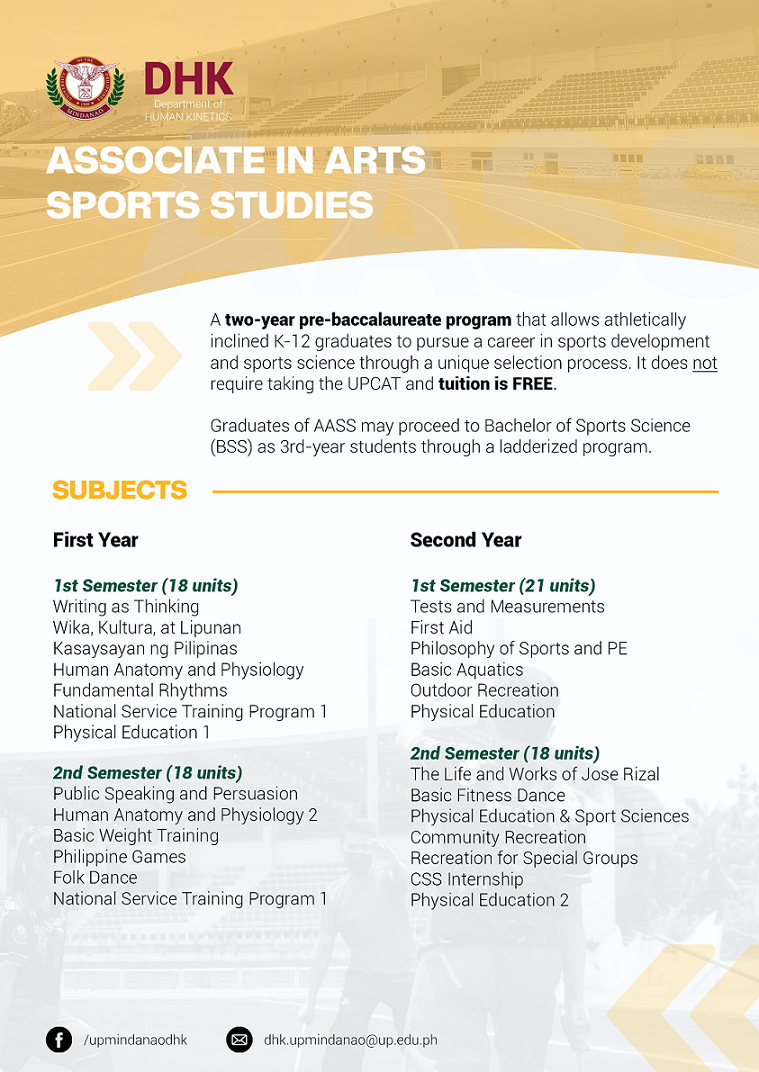 DHK
Department of
HUMAN KINETICS
MINDANAO
ASSOCIATE IN ARTS
SPORTS STUDIES
AASS
A two-year pre-baccalaureate program that allows athletically
inclined K-12 graduates to pursue a career in sports development
and sports science through a unique selection process. It does not
require taking the UPCAT and tuition is FREE.
Graduates of AASS may proceed to Bachelor of Sports Science
(BSS) as 3rd-year students through a ladderized program.
SUBJECTS
First Year
1st Semester (18 units)
Writing as Thinking
Wika, Kultura, at Lipunan
Kasaysayan ng Pilipinas
Human Anatomy and Physiology
Fundamental Rhythms
National Service Training Program 1
Physical Education 1
2nd Semester (18 units)
Public Speaking and Persuasion
Human Anatomy and Physiology 2
Basic Weight Training
Philippine Games
Folk Dance
National Service Training Program 1
Second Year
1st Semester (21 units)
Tests and Measurements
First Aid
Philosophy of Sports and PE
Basic Aquatics
Outdoor Recreation
Physical Education
2nd Semester (18 units)
The Life and Works of Jose Rizal
Basic Fitness Dance
Physical Education & Sport Sciences
Community Recreation
Recreation for Special Groups
CSS Internship
Physical Education 2
/upmindanaodhk
dhk.upmindanao@up.edu.ph